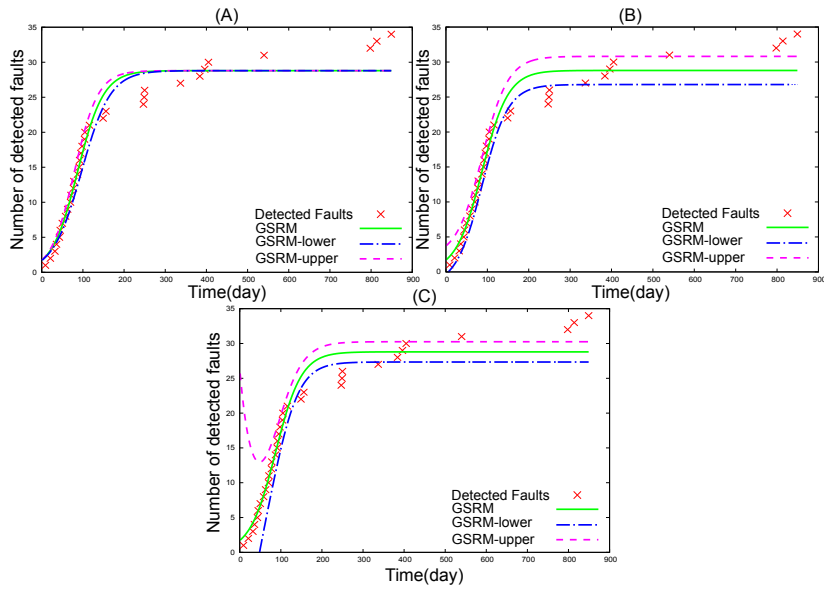 (A)
Number of detected faults
35
30
25
20
15
10
5
0
Detected Faults
GSRM
GSRM-lower
GSRM-upper
0 100 200 300 400 500 600 700 800 900
Time(day)
(B)
Number of detected faults
35
30
25
20
15
10
5
0
Detected Faults
GSRM
GSRM-lower
GSRM-upper
0 100 200 300 400 500 600 700 800 900
Time(day)
(C)
Number of detected faults
35
30
25
20
15
10
5
0
Detected Faults
GSRM
GSRM-lower
GSRM-upper
0 100 200 300 400 500 600 700 800 900
Time(day)